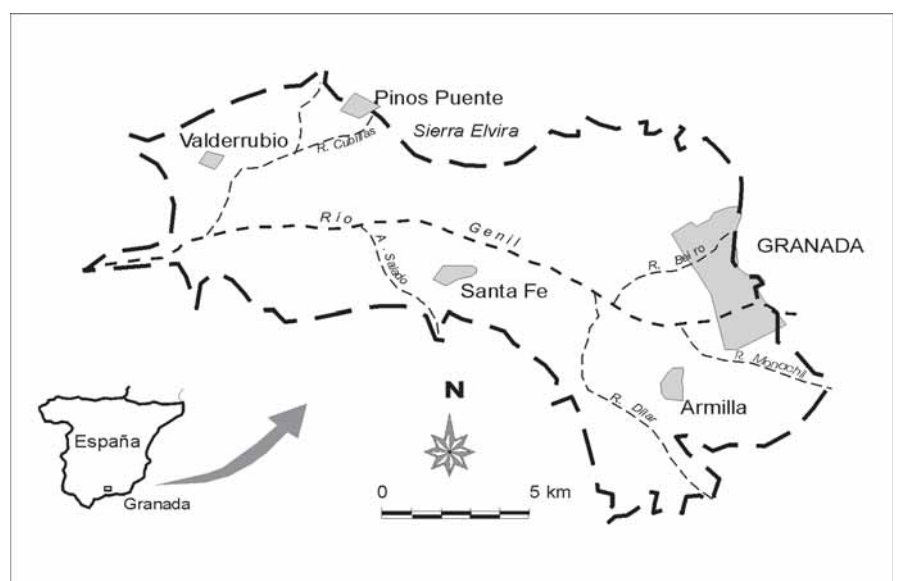 Pinos Puente
Sierra Elvira
Valderrubio
R. Cubillas
Río Genil
GRANADA
R. Beiro
A. Salado
Santa Fe
R. Monachil
N
Armilla
R. Dílar
España
Granada
0 5 km